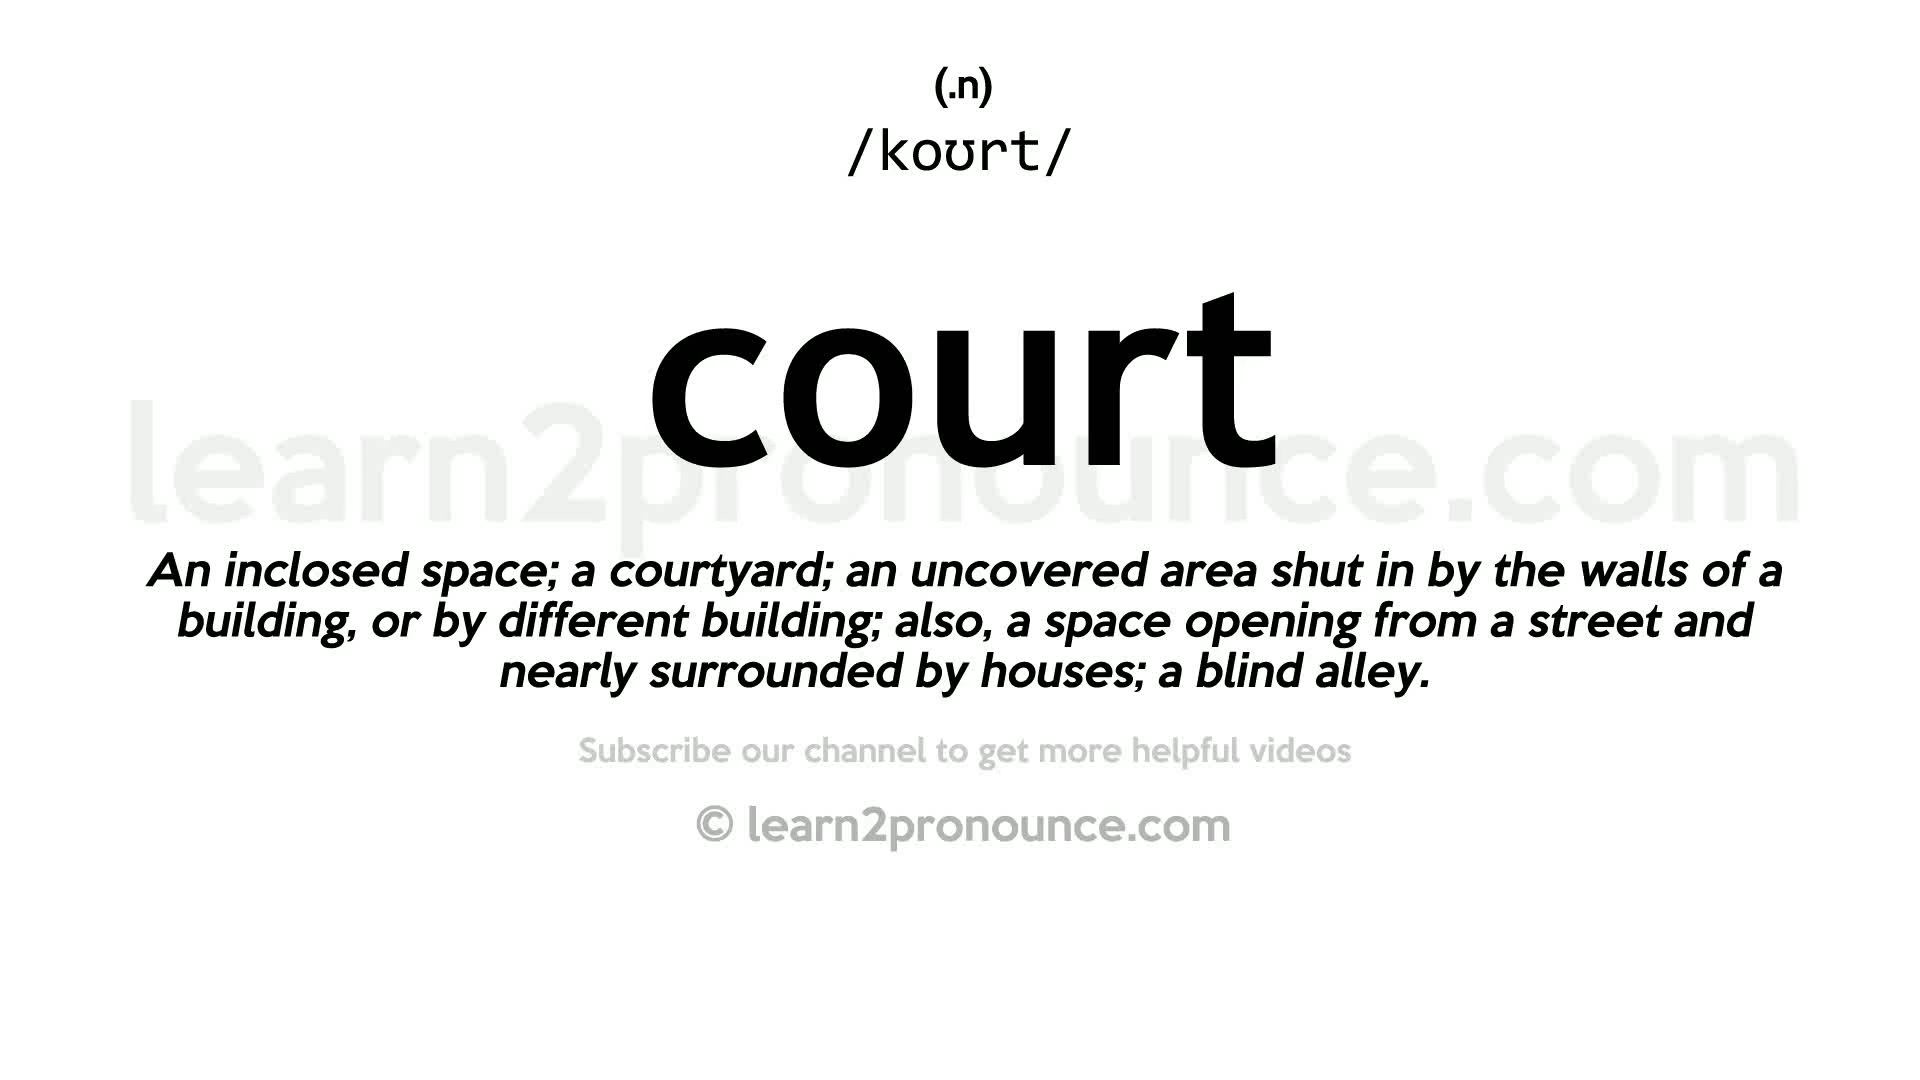 (.n)
/koʊrt/
court
learn2pronounce.com
An inclosed space; a courtyard; an uncovered area shut in by the walls of a
building, or by different building; also, a space opening from a street and
nearly surrounded by houses; a blind alley.
Subscribe our channel to get more helpful videos
© learn2pronounce.com